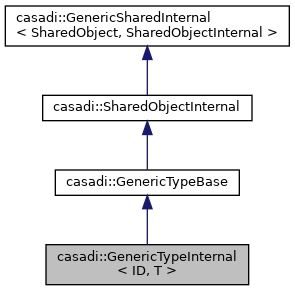 casadi::GenericSharedInternal
< SharedObject, SharedObjectInternal >
casadi::SharedObjectInternal
casadi::GenericTypeBase
casadi::GenericTypeInternal
< ID, T >